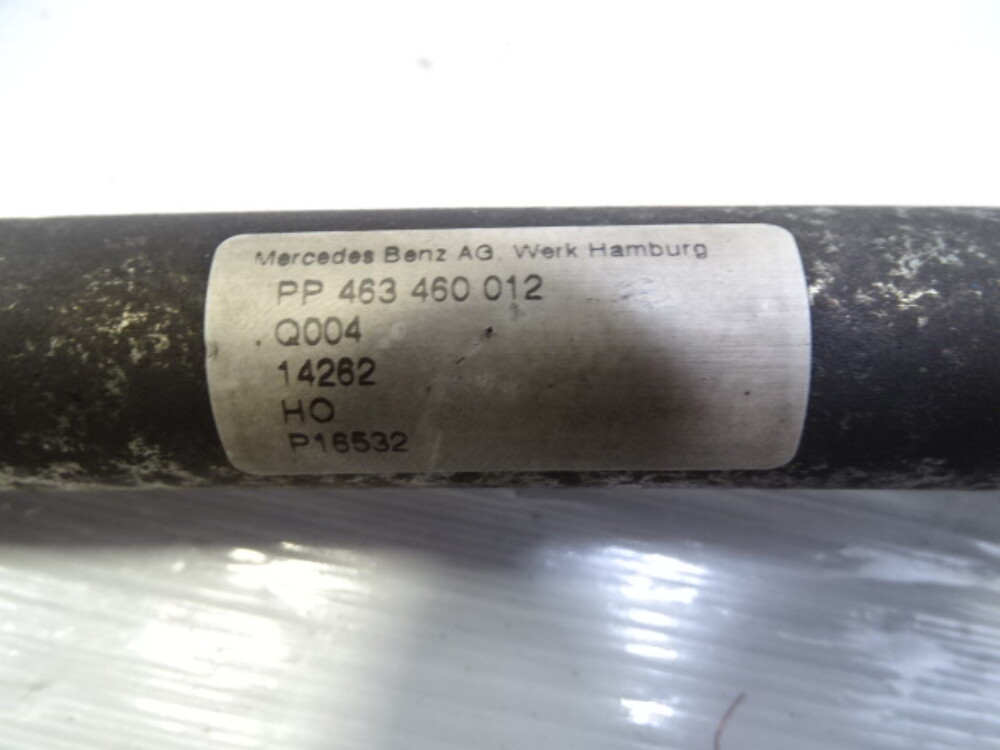 Mercedes Benz AG, Werk Hamburg
PP 463 460 012
Q004
14262
HO
P16532